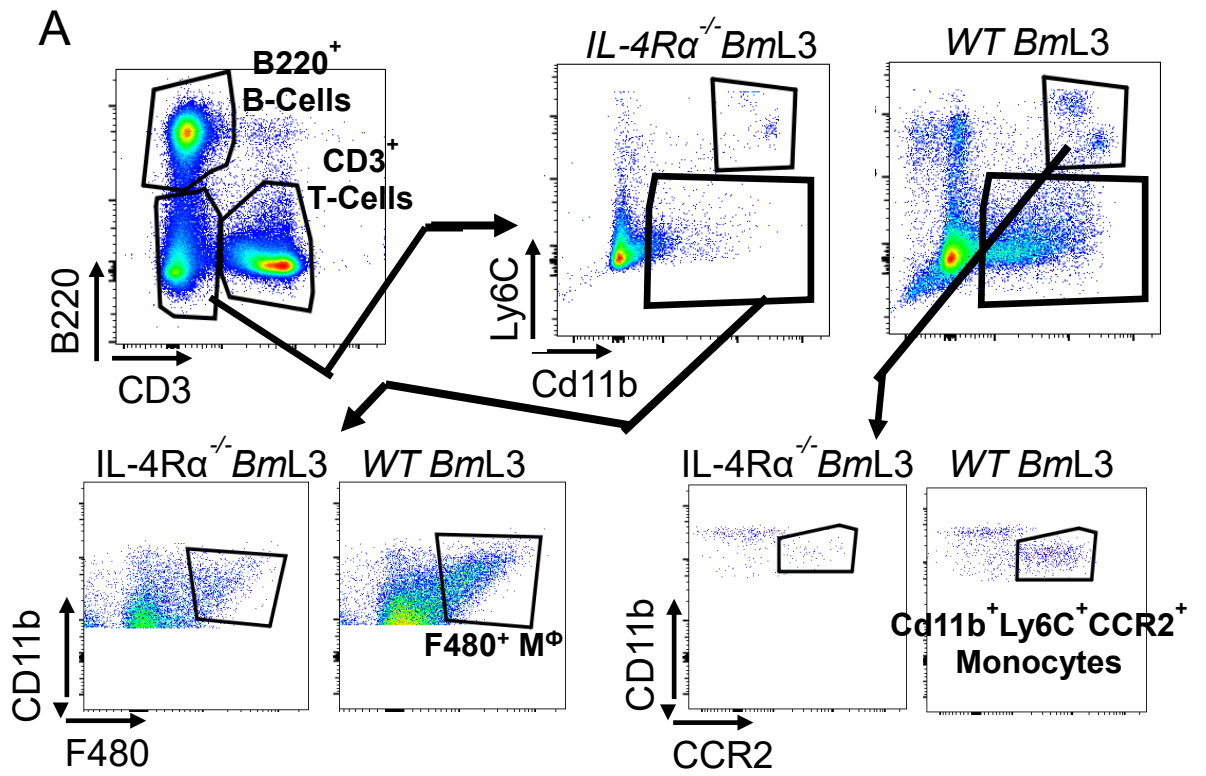 A
B220⁺
B-Cells
CD3⁺
T-Cells
B220
CD3
IL-4Rα⁻/⁻BmL3
WT BmL3
Ly6C
Cd11b
IL-4Rα⁻/⁻BmL3
WT BmL3
CD11b
F480⁺ Mᶲ
F480
IL-4Rα⁻/⁻BmL3
WT BmL3
CD11b
Cd11b⁺Ly6C⁺CCR2⁺
Monocytes
CCR2